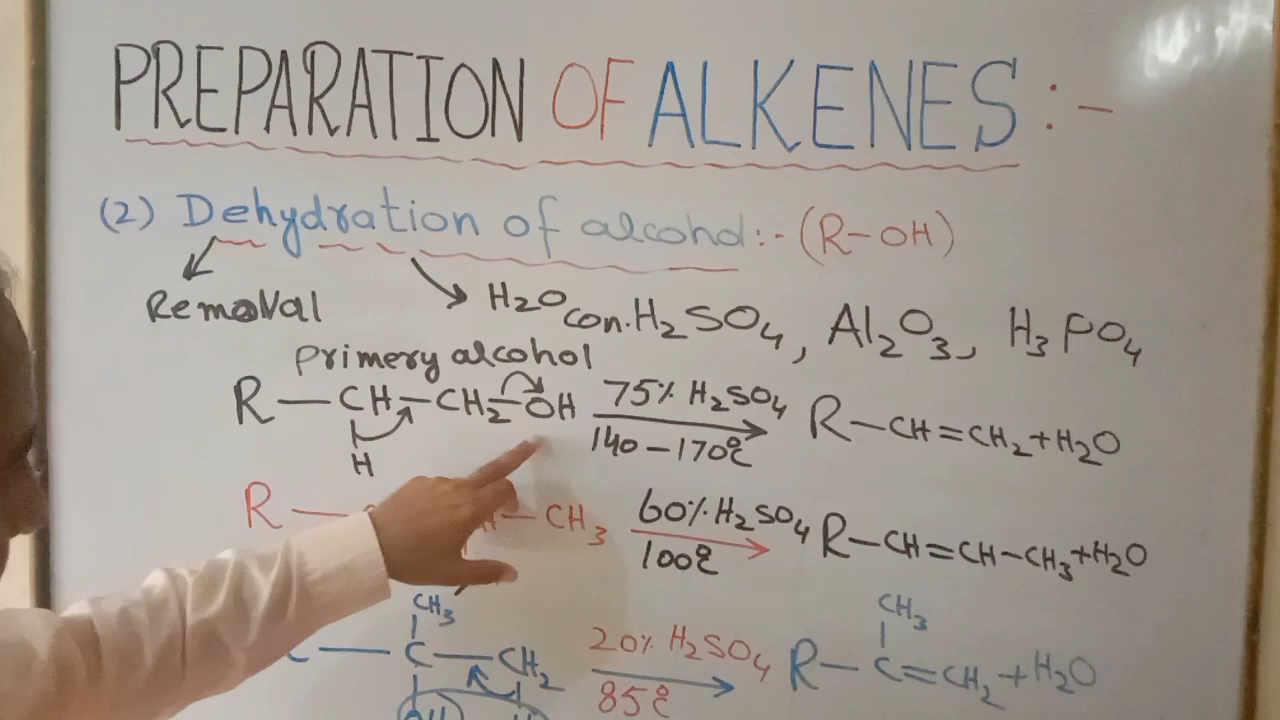 PREPARATION OF ALKENES :-
(2) Dehydration of alcohol:- (R-OH)
Removal
H2O
con. H2SO4, Al2O3, H3PO4
primery alcohol
R—CH—CH2—OH 75% H2SO4 R—CH=CH2+H2O
140-170℃
H
R— —CH3 60% H2SO4 R—CH=CH-CH3+H2O
100℃
CH3 CH3
—C—CH2 20% H2SO4 R—C=CH2+H2O
85℃
OH H